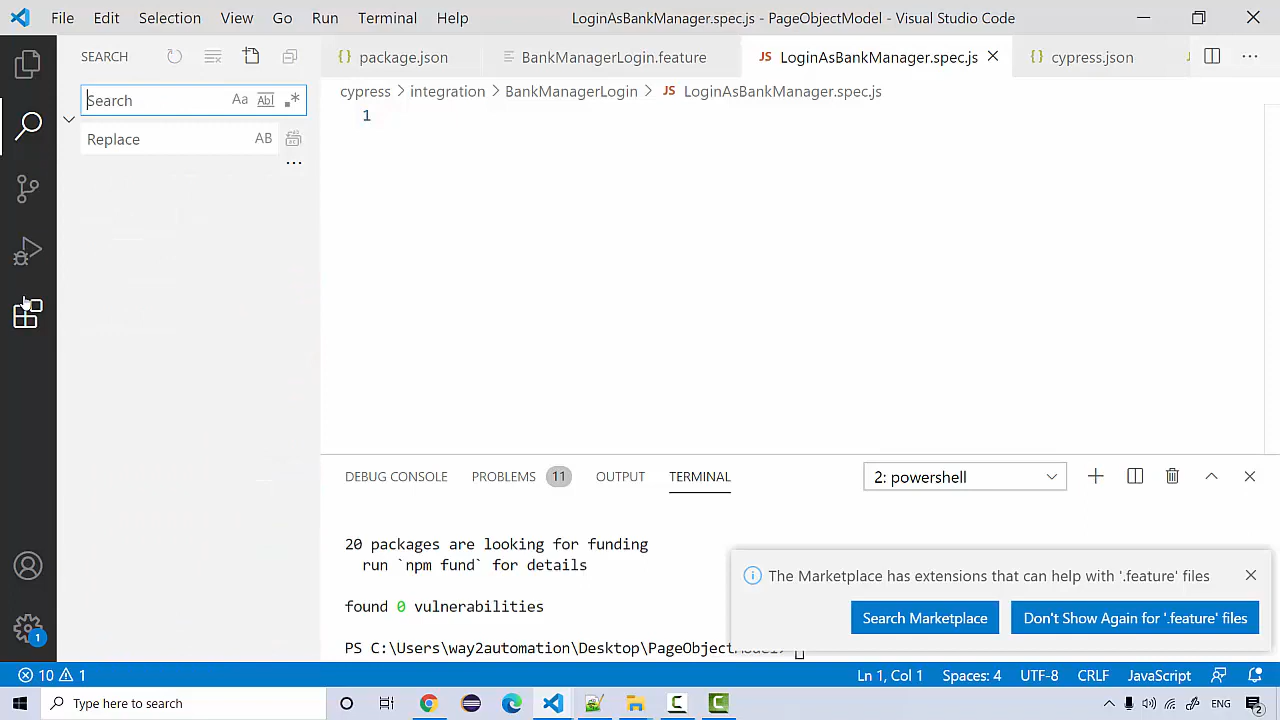 File Edit Selection View Go Run Terminal Help LoginAsBankManager.spec.js - PageObjectModel - Visual Studio Code
SEARCH
package.json BankManagerLogin.feature JS LoginAsBankManager.spec.js cypress.json
Search Aa Abl .*
Replace AB
cypress > integration > BankManagerLogin > JS LoginAsBankManager.spec.js
1
DEBUG CONSOLE PROBLEMS 11 OUTPUT TERMINAL 2: powershell
20 packages are looking for funding
run `npm fund` for details
found 0 vulnerabilities
PS C:\Users\way2automation\Desktop\PageObjectModel>
The Marketplace has extensions that can help with '.feature' files
Search Marketplace Don't Show Again for '.feature' files
1
10 1 Ln 1, Col 1 Spaces: 4 UTF-8 CRLF JavaScript
Type here to search ENG 2